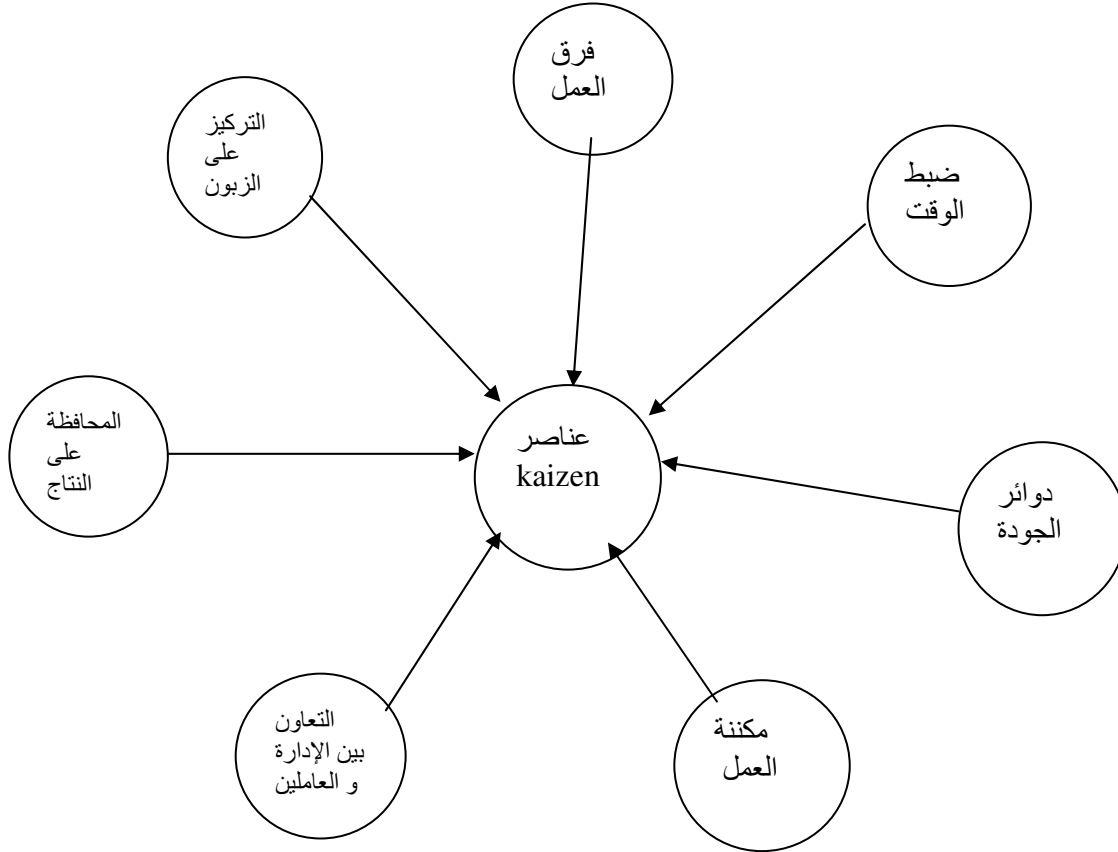 فرق
العمل
التركيز
على
الزبون
ضبط
الوقت
المحافظة
على
النتاج
عناصر
kaizen
دوائر
الجودة
التعاون
بين الإدارة
و العاملين
مكننة
العمل